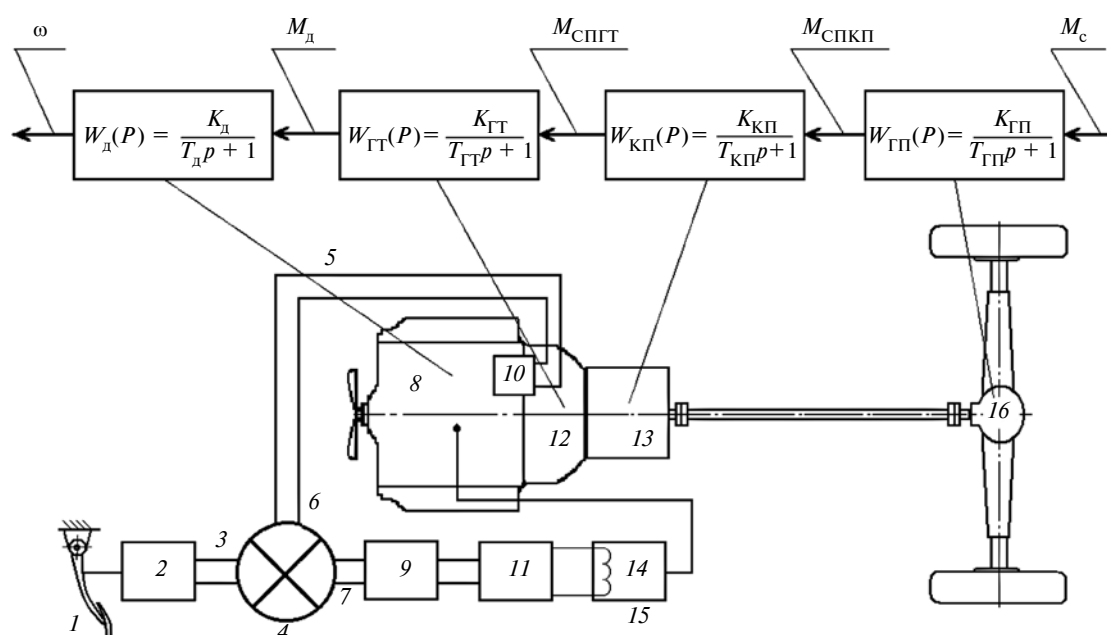 ω
M_д
M_СПГТ
M_СПКП
M_с
W_д(P) = K_д / (T_д p + 1)
W_ГТ(P) = K_ГТ / (T_ГТ p + 1)
W_КП(P) = K_КП / (T_КП p + 1)
W_ГП(P) = K_ГП / (T_ГП p + 1)
5
8
10
12
13
16
6
3
2
9
11
14
7
1
4
15